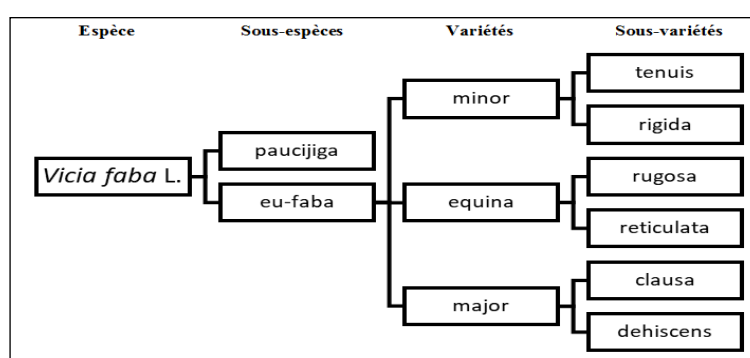 Espèce Sous-espèces Variétés Sous-variétés
tenuis
minor
rigida
paucijiga
Vicia faba L.
rugosa
eu-faba
equina
reticulata
clausa
major
dehiscens